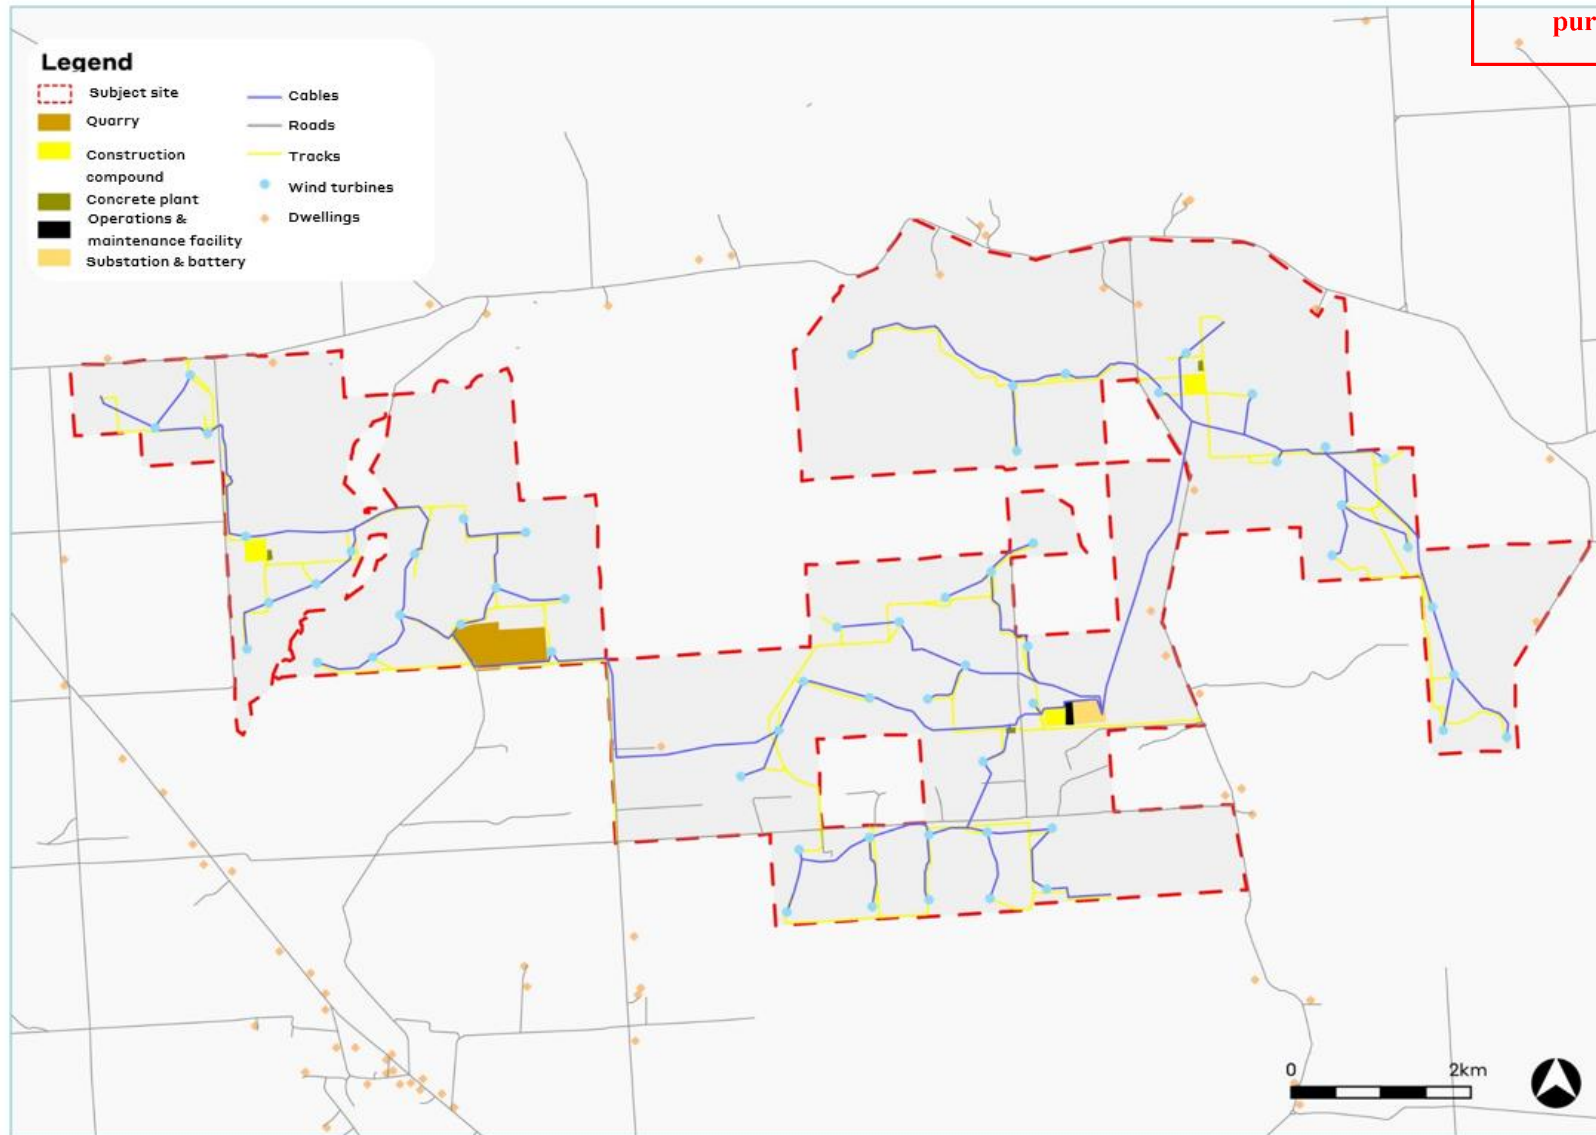 pur
Legend
Subject site
Quarry
Construction
compound
Concrete plant
Operations &
maintenance facility
Substation & battery
Cables
Roads
Tracks
Wind turbines
Dwellings
0 2km